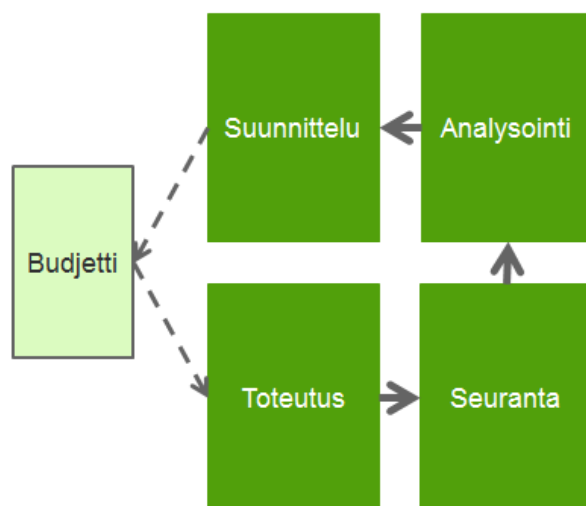 Suunnittelu
Analysointi
Budjetti
Toteutus
Seuranta